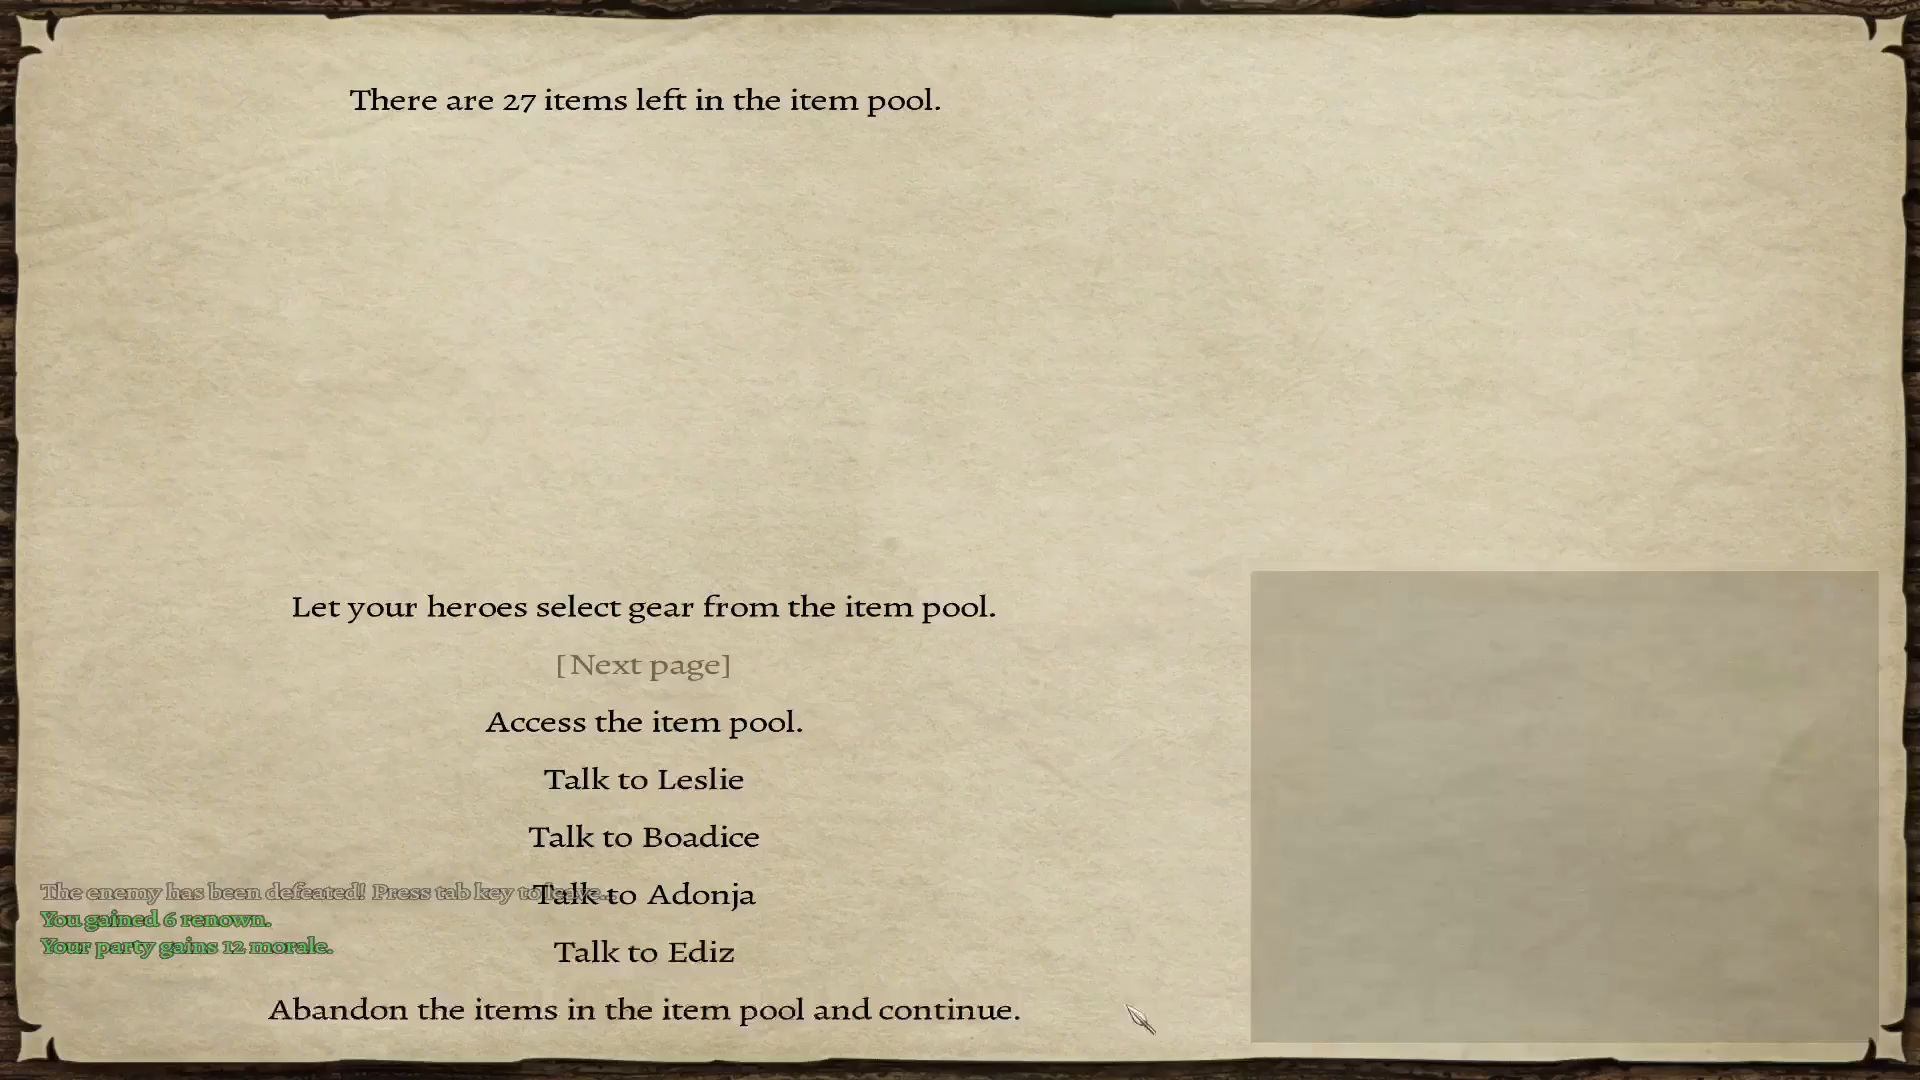 There are 27 items left in the item pool.
Let your heroes select gear from the item pool.
[Next page]
Access the item pool.
Talk to Leslie
Talk to Boadice
The enemy has been defeated! Press tab key to leave...
Talk to Adonja
You gained 6 renown.
Your party gains 12 morale.
Talk to Ediz
Abandon the items in the item pool and continue.